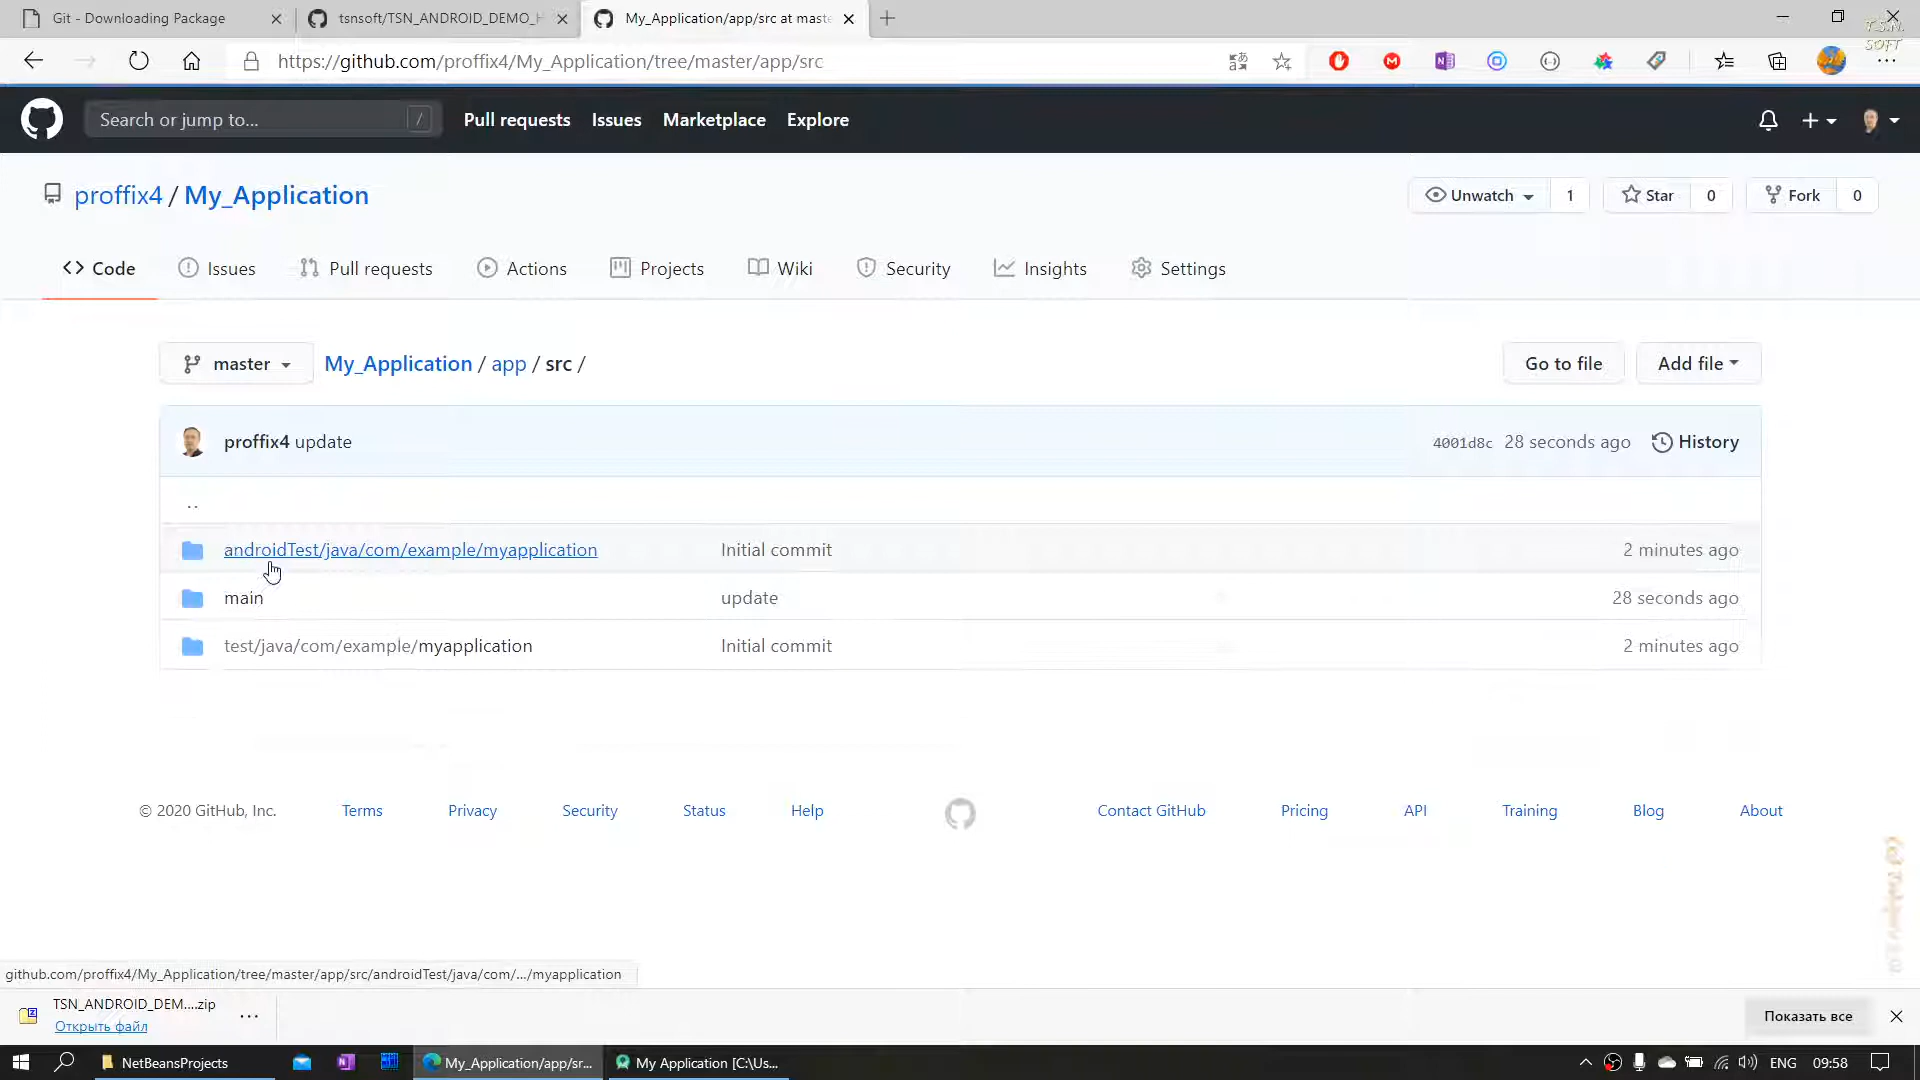 Git - Downloading Package
tsnsoft/TSN_ANDROID_DEMO_H
My_Application/app/src at maste
T.S.N.
SOFT
https://github.com/proffix4/My_Application/tree/master/app/src
Search or jump to...
/
Pull requests
Issues
Marketplace
Explore
proffix4 / My_Application
Unwatch
1
Star
0
Fork
0
Code
Issues
Pull requests
Actions
Projects
Wiki
Security
Insights
Settings
master
My_Application / app / src /
Go to file
Add file
proffix4 update
4001d8c 28 seconds ago
History
..
androidTest/java/com/example/myapplication
Initial commit
2 minutes ago
main
update
28 seconds ago
test/java/com/example/myapplication
Initial commit
2 minutes ago
© 2020 GitHub, Inc.
Terms
Privacy
Security
Status
Help
Contact GitHub
Pricing
API
Training
Blog
About
github.com/proffix4/My_Application/tree/master/app/src/androidTest/java/com/.../myapplication
TSN_ANDROID_DEM....zip
Открыть файл
Показать все
NetBeansProjects
My_Application/app/sr...
My Application [C:\Us...
ENG
09:58